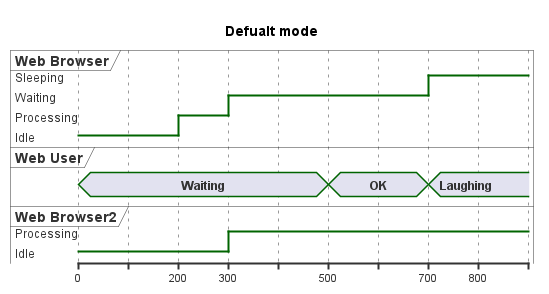 Defualt mode
Web Browser
Sleeping
Waiting
Processing
Idle
Web User
Waiting OK Laughing
Web Browser2
Processing
Idle
0 200 300 500 700 800